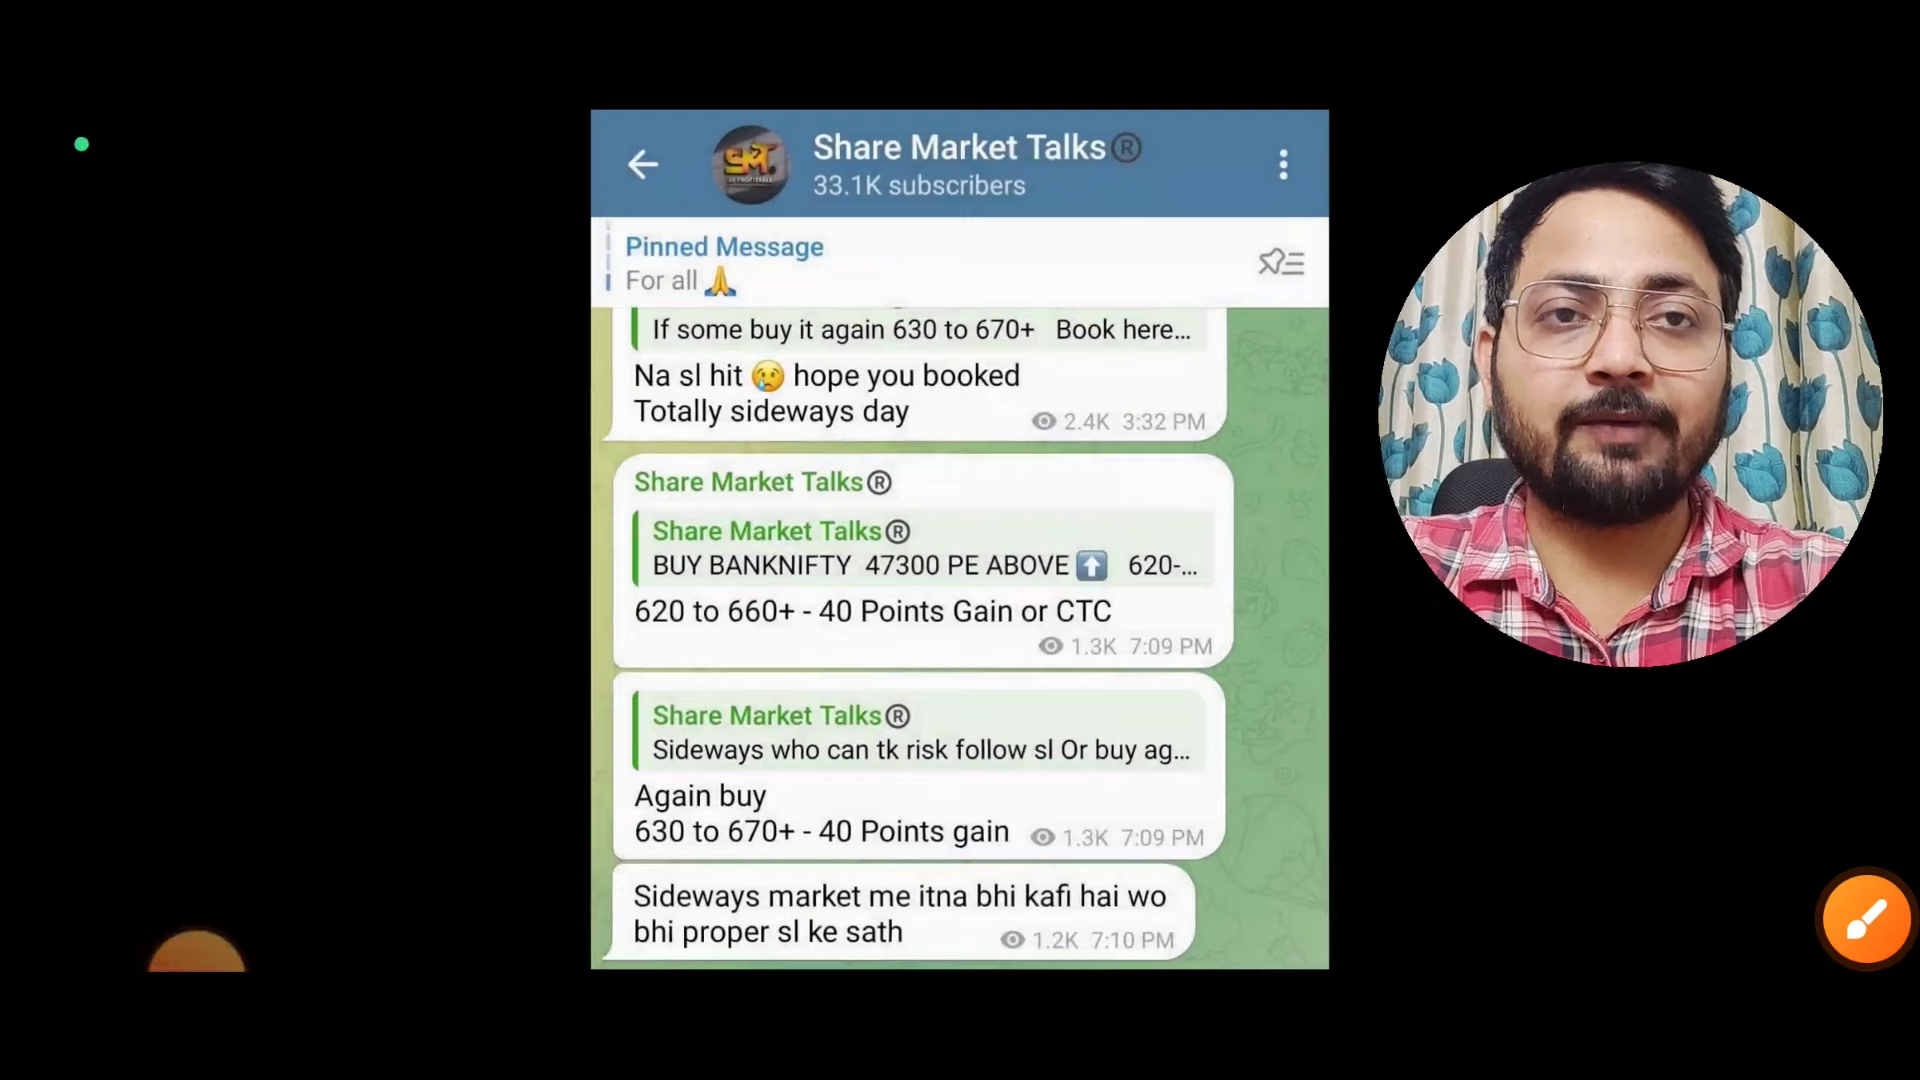 Share Market Talks®
33.1K subscribers
Pinned Message
For all 🙏
If some buy it again 630 to 670+ Book here...
Na sl hit 😢 hope you booked
Totally sideways day
2.4K 3:32 PM
Share Market Talks®
Share Market Talks®
BUY BANKNIFTY 47300 PE ABOVE ⬆️ 620-...
620 to 660+ - 40 Points Gain or CTC
1.3K 7:09 PM
Share Market Talks®
Sideways who can tk risk follow sl Or buy ag...
Again buy
630 to 670+ - 40 Points gain
1.3K 7:09 PM
Sideways market me itna bhi kafi hai wo
bhi proper sl ke sath
1.2K 7:10 PM